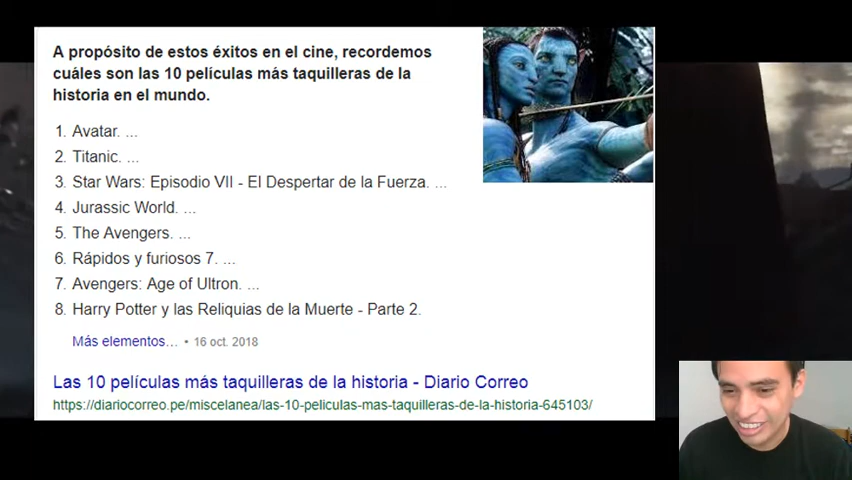 A propósito de estos éxitos en el cine, recordemos
cuáles son las 10 películas más taquilleras de la
historia en el mundo.
1. Avatar. ...
2. Titanic. ...
3. Star Wars: Episodio VII - El Despertar de la Fuerza. ...
4. Jurassic World. ...
5. The Avengers. ...
6. Rápidos y furiosos 7. ...
7. Avengers: Age of Ultron. ...
8. Harry Potter y las Reliquias de la Muerte - Parte 2.
Más elementos... • 16 oct. 2018
Las 10 películas más taquilleras de la historia - Diario Correo
https://diariocorreo.pe/miscelanea/las-10-peliculas-mas-taquilleras-de-la-historia-645103/